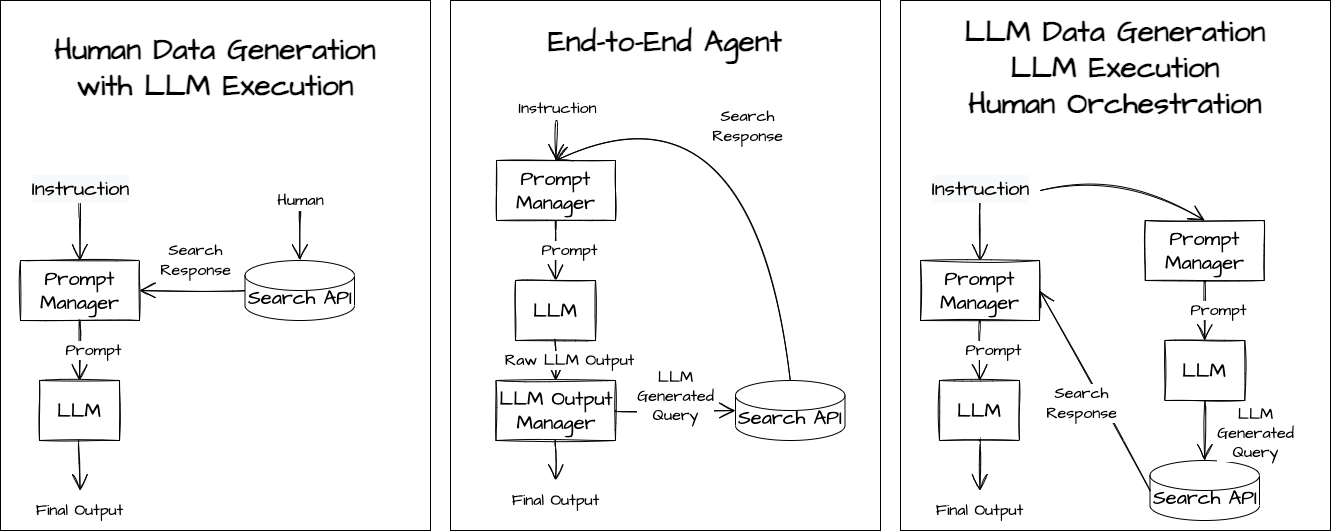 Human Data Generation
with LLM Execution
Instruction
Human
Search
Response
Prompt
Manager
Search API
Prompt
LLM
Final Output
End-to-End Agent
Instruction
Search
Response
Prompt
Manager
Prompt
LLM
Raw LLM Output
LLM Output
Manager
LLM
Generated
Query
Search API
Final Output
LLM Data Generation
LLM Execution
Human Orchestration
Instruction
Prompt
Manager
Prompt
Manager
Prompt
Prompt
LLM
LLM
Search
Response
LLM
Generated
Query
Search API
Final Output